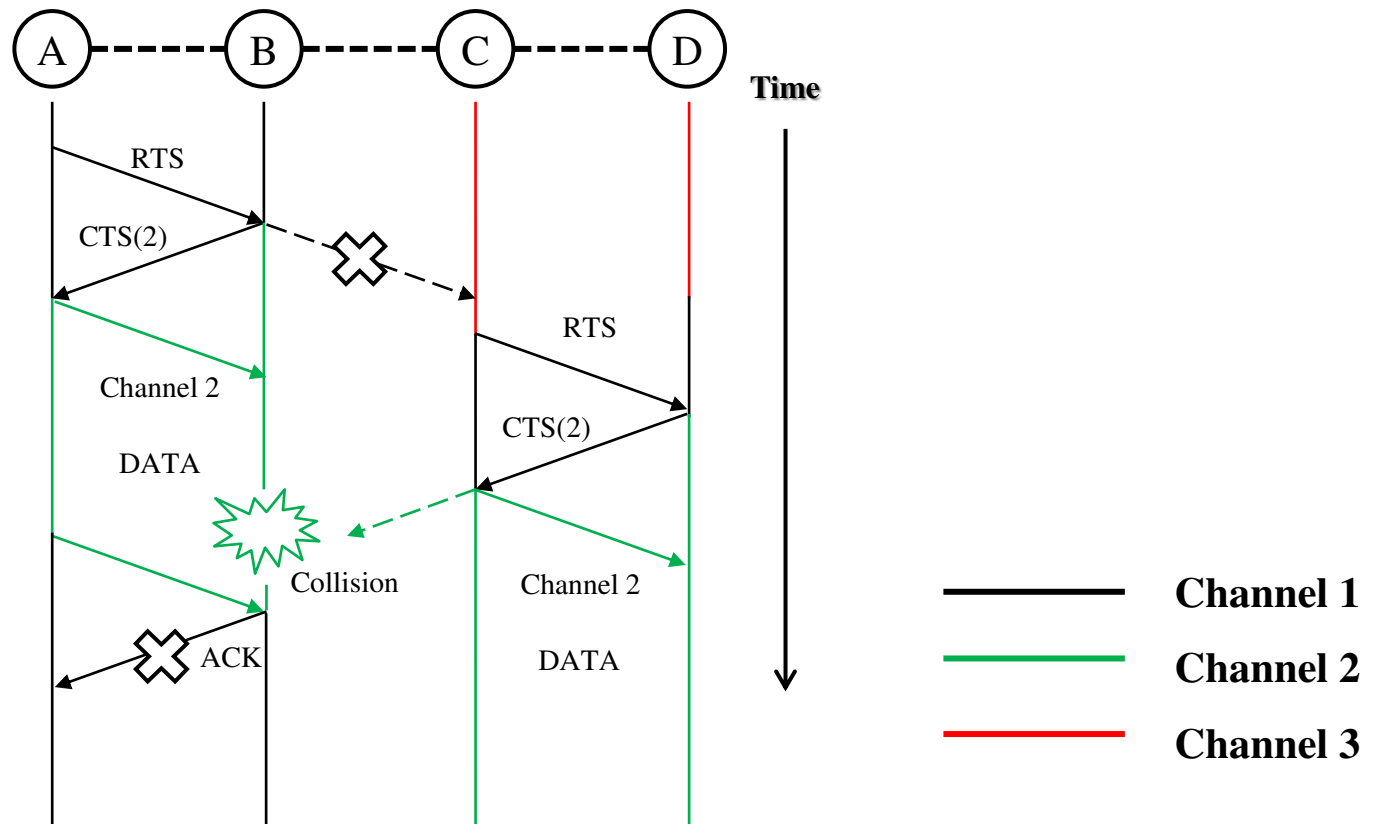 A
B
C
D
Time
RTS
CTS(2)
RTS
Channel 2
CTS(2)
DATA
Collision
Channel 2
ACK
DATA
Channel 1
Channel 2
Channel 3